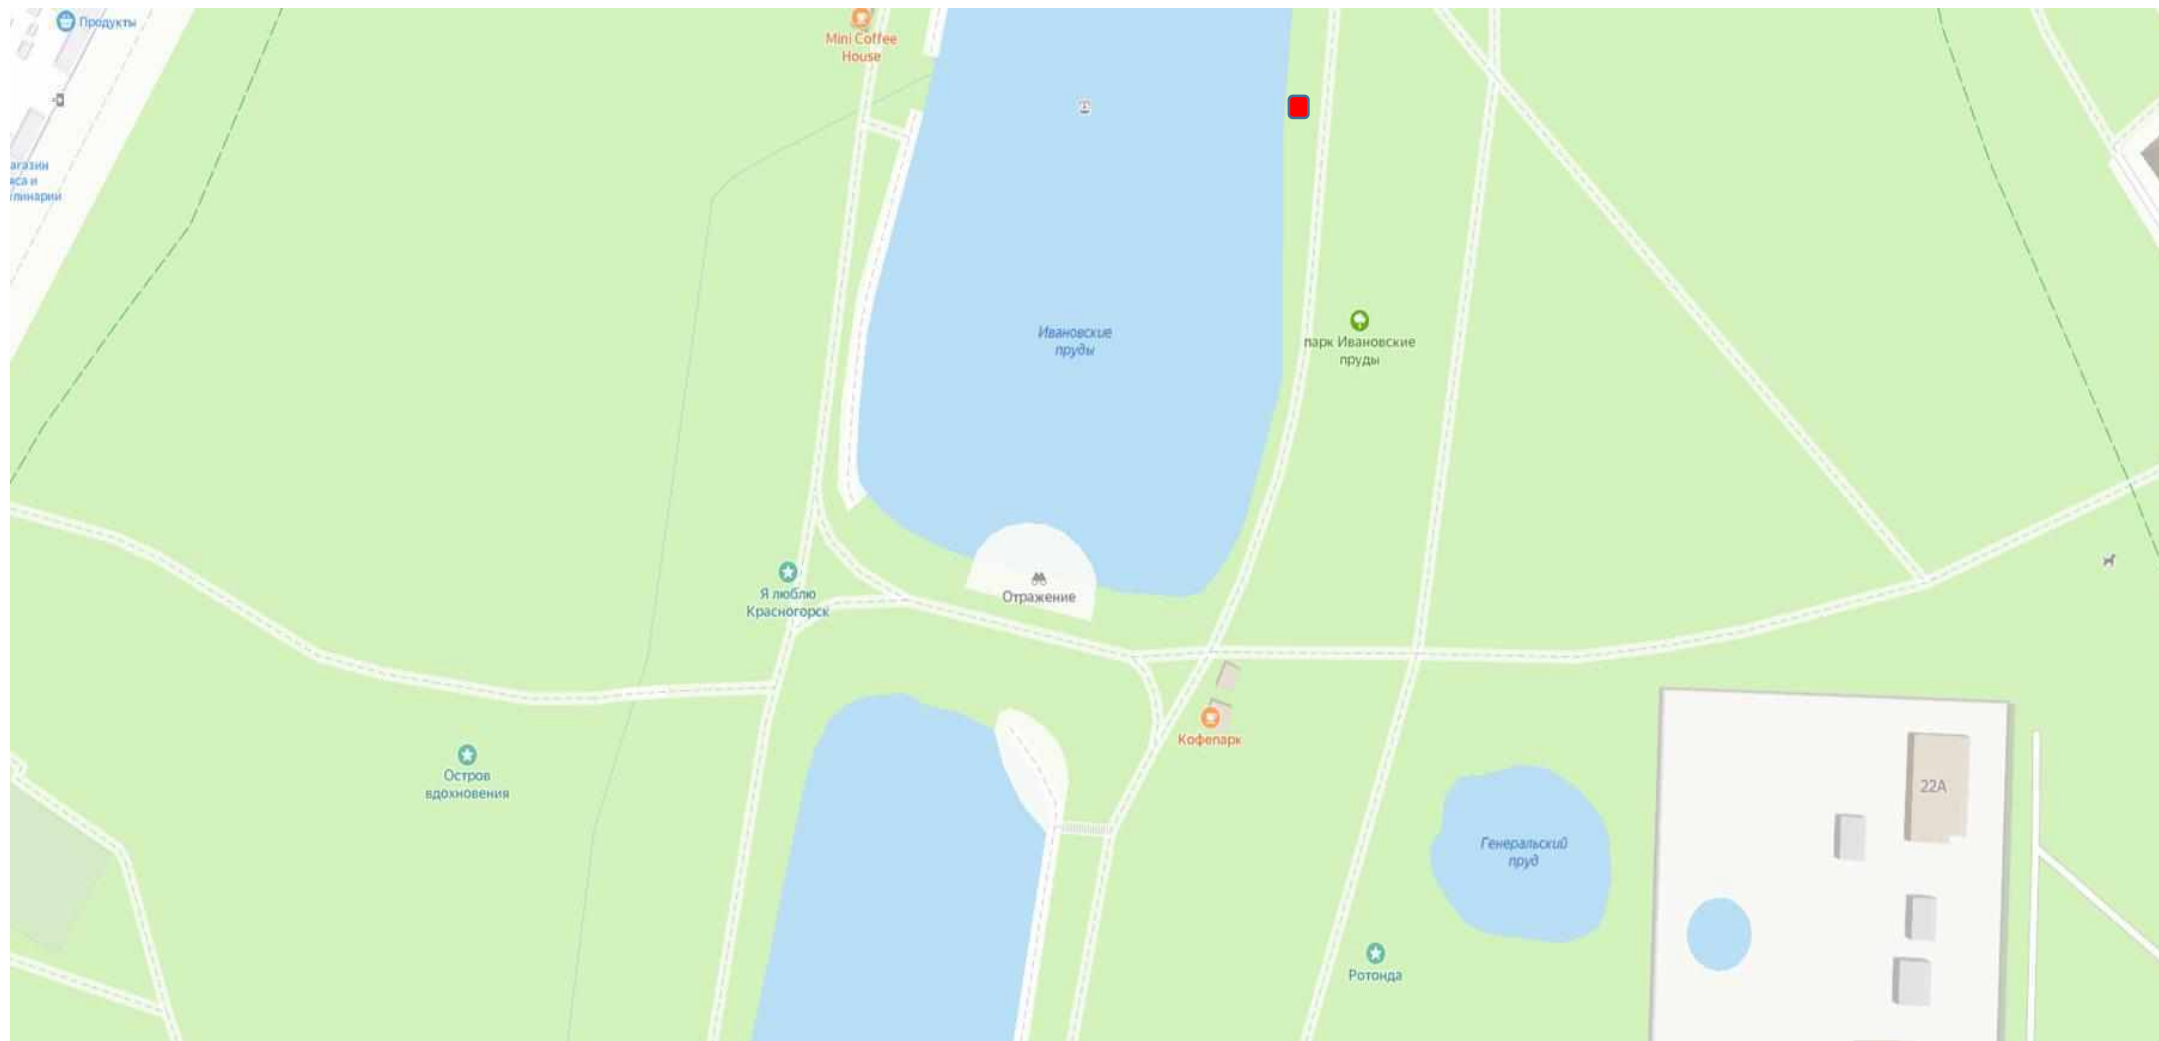 Продукты
Mini Coffee
House
улинарии
Ивановские
пруды
парк Ивановские
пруды
Я люблю
Красногорск
Отражение
Кофепарк
Остров
вдохновения
22А
Генеральский
пруд
Ротонда